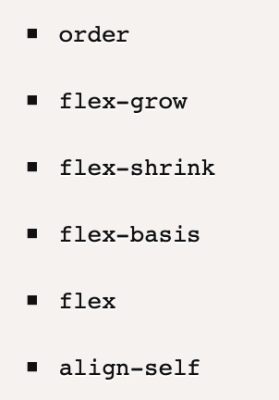 ▪ order
▪ flex-grow
▪ flex-shrink
▪ flex-basis
▪ flex
▪ align-self